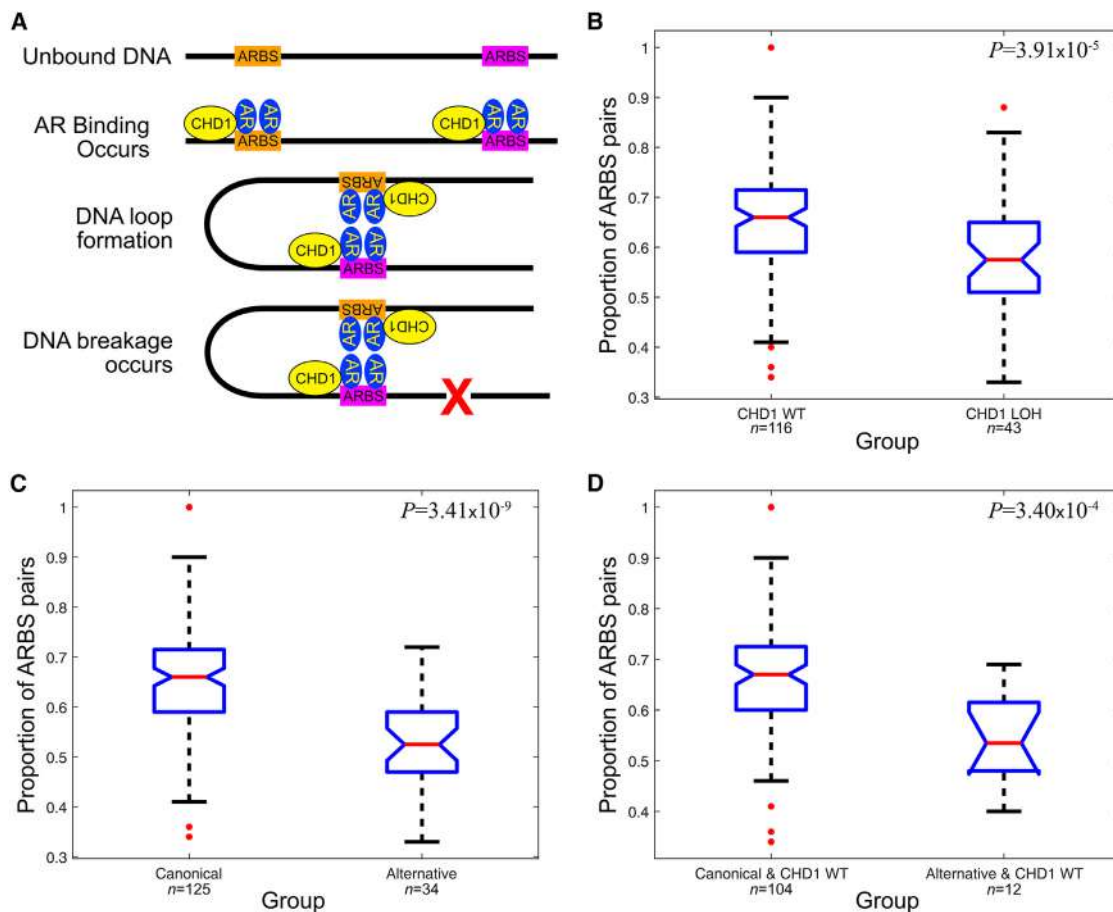 A
Unbound DNA
ARBS
ARBS
AR Binding
Occurs
CHD1
AR
AR
ARBS
CHD1
AR
AR
ARBS
DNA loop
formation
ARBS
AR
AR
CHD1
CHD1
AR
AR
ARBS
DNA breakage
occurs
ARBS
AR
AR
CHD1
CHD1
AR
AR
ARBS
X
B
P=3.91x10-5
Proportion of ARBS pairs
1
0.9
0.8
0.7
0.6
0.5
0.4
0.3
CHD1 WT
n=116
CHD1 LOH
n=43
Group
C
P=3.41x10-9
Proportion of ARBS pairs
1
0.9
0.8
0.7
0.6
0.5
0.4
0.3
Canonical
n=125
Alternative
n=34
Group
D
P=3.40x10-4
Proportion of ARBS pairs
1
0.9
0.8
0.7
0.6
0.5
0.4
Canonical & CHD1 WT
n=104
Alternative & CHD1 WT
n=12
Group